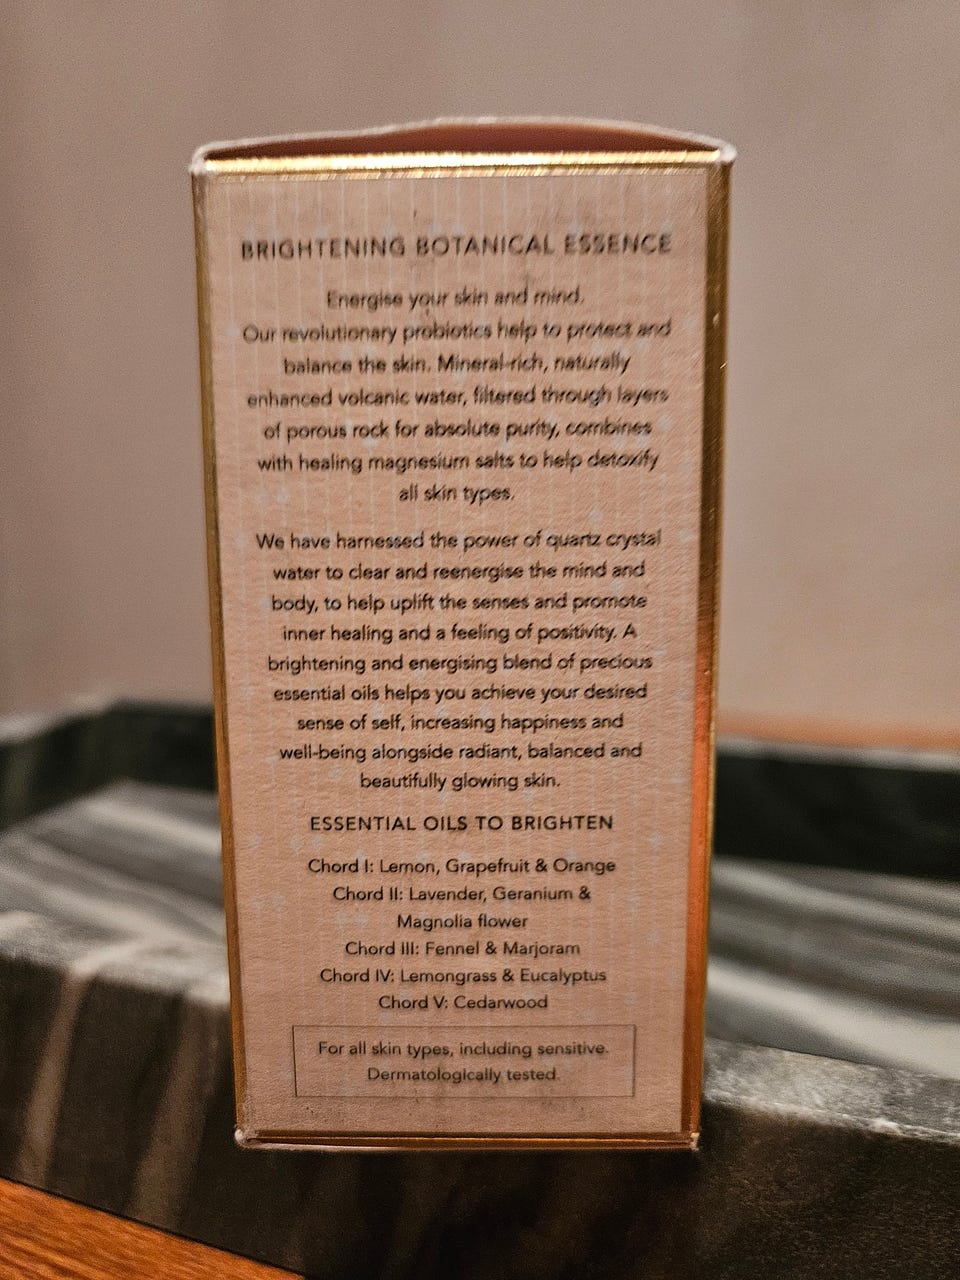 BRIGHTENING BOTANICAL ESSENCE
Energise your skin and mind.
Our revolutionary probiotics help to protect and
balance the skin. Mineral-rich, naturally
enhanced volcanic water, filtered through layers
of porous rock for absolute purity, combines
with healing magnesium salts to help detoxify
all skin types.
We have harnessed the power of quartz crystal
water to clear and reenergise the mind and
body, to help uplift the senses and promote
inner healing and a feeling of positivity. A
brightening and energising blend of precious
essential oils helps you achieve your desired
sense of self, increasing happiness and
well-being alongside radiant, balanced and
beautifully glowing skin.
ESSENTIAL OILS TO BRIGHTEN
Chord I: Lemon, Grapefruit & Orange
Chord II: Lavender, Geranium &
Magnolia flower
Chord III: Fennel & Marjoram
Chord IV: Lemongrass & Eucalyptus
Chord V: Cedarwood
For all skin types, including sensitive.
Dermatologically tested.